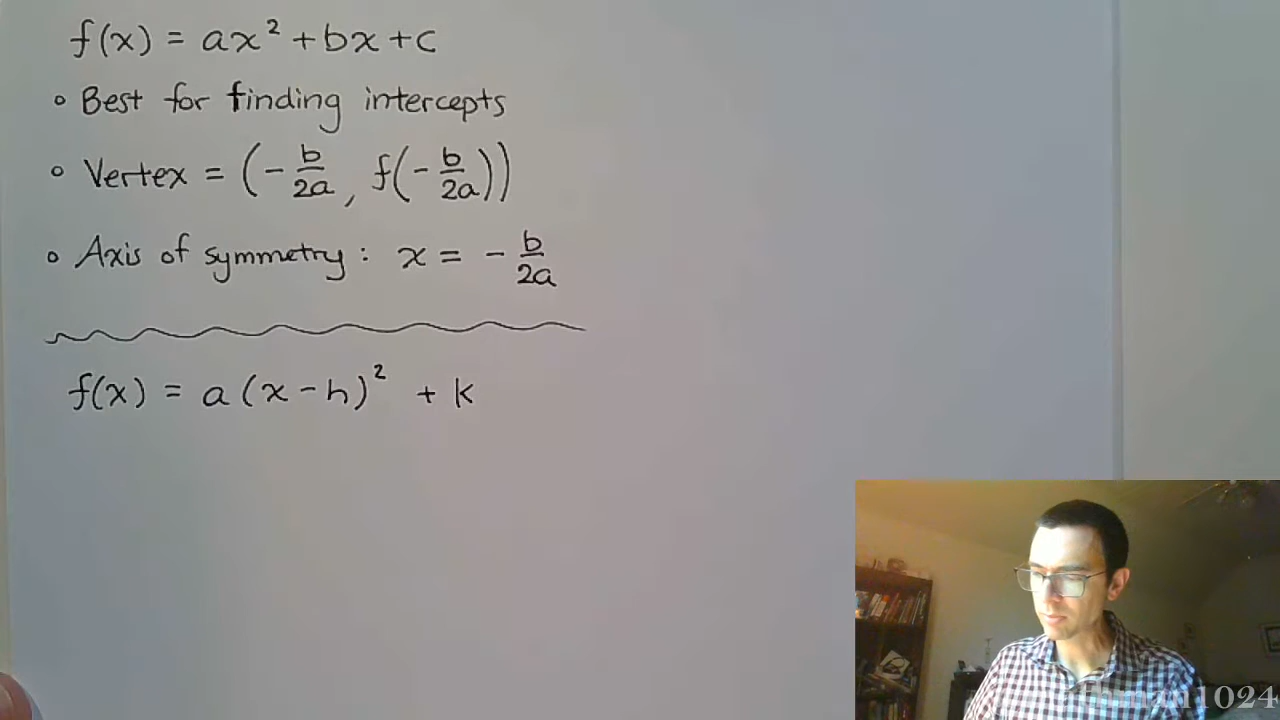 f(x) = ax² + bx + c
∘ Best for finding intercepts
∘ Vertex = (-b/2a, f(-b/2a))
∘ Axis of symmetry: x = -b/2a
f(x) = a(x-h)² + k